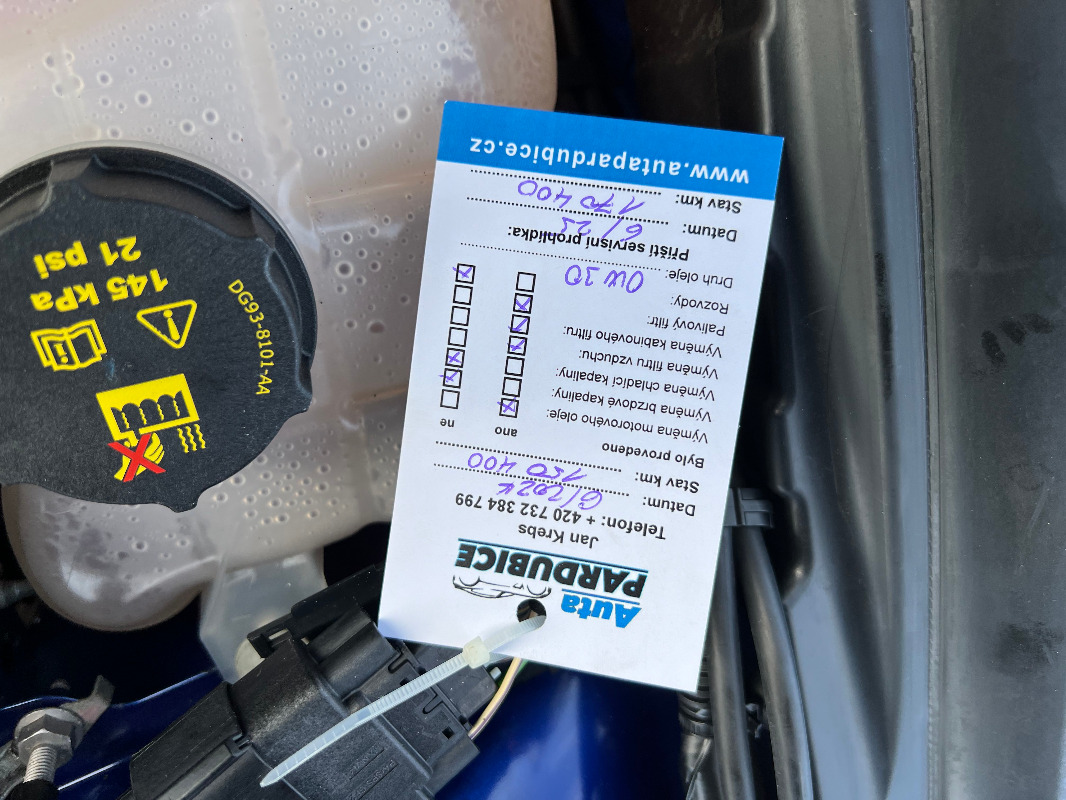 Auta
PARDUBICE
Jan Krebs
Telefon: + 420 732 384 799
Datum: 6/2024
Stav km: 150 400
Bylo provedeno ano ne
Výměna motorového oleje:
Výměna brzdové kapaliny:
Výměna chladící kapaliny:
Výměna filtru vzduchu:
Výměna kabinového filtru:
Palivový filtr:
Rozvody:
Druh oleje: 0W30
Příští servisní prohlídka:
Datum: 6/25
Stav km: 170 400
www.autapardubice.cz
DG93-8101-AA
145 kPa
21 psi